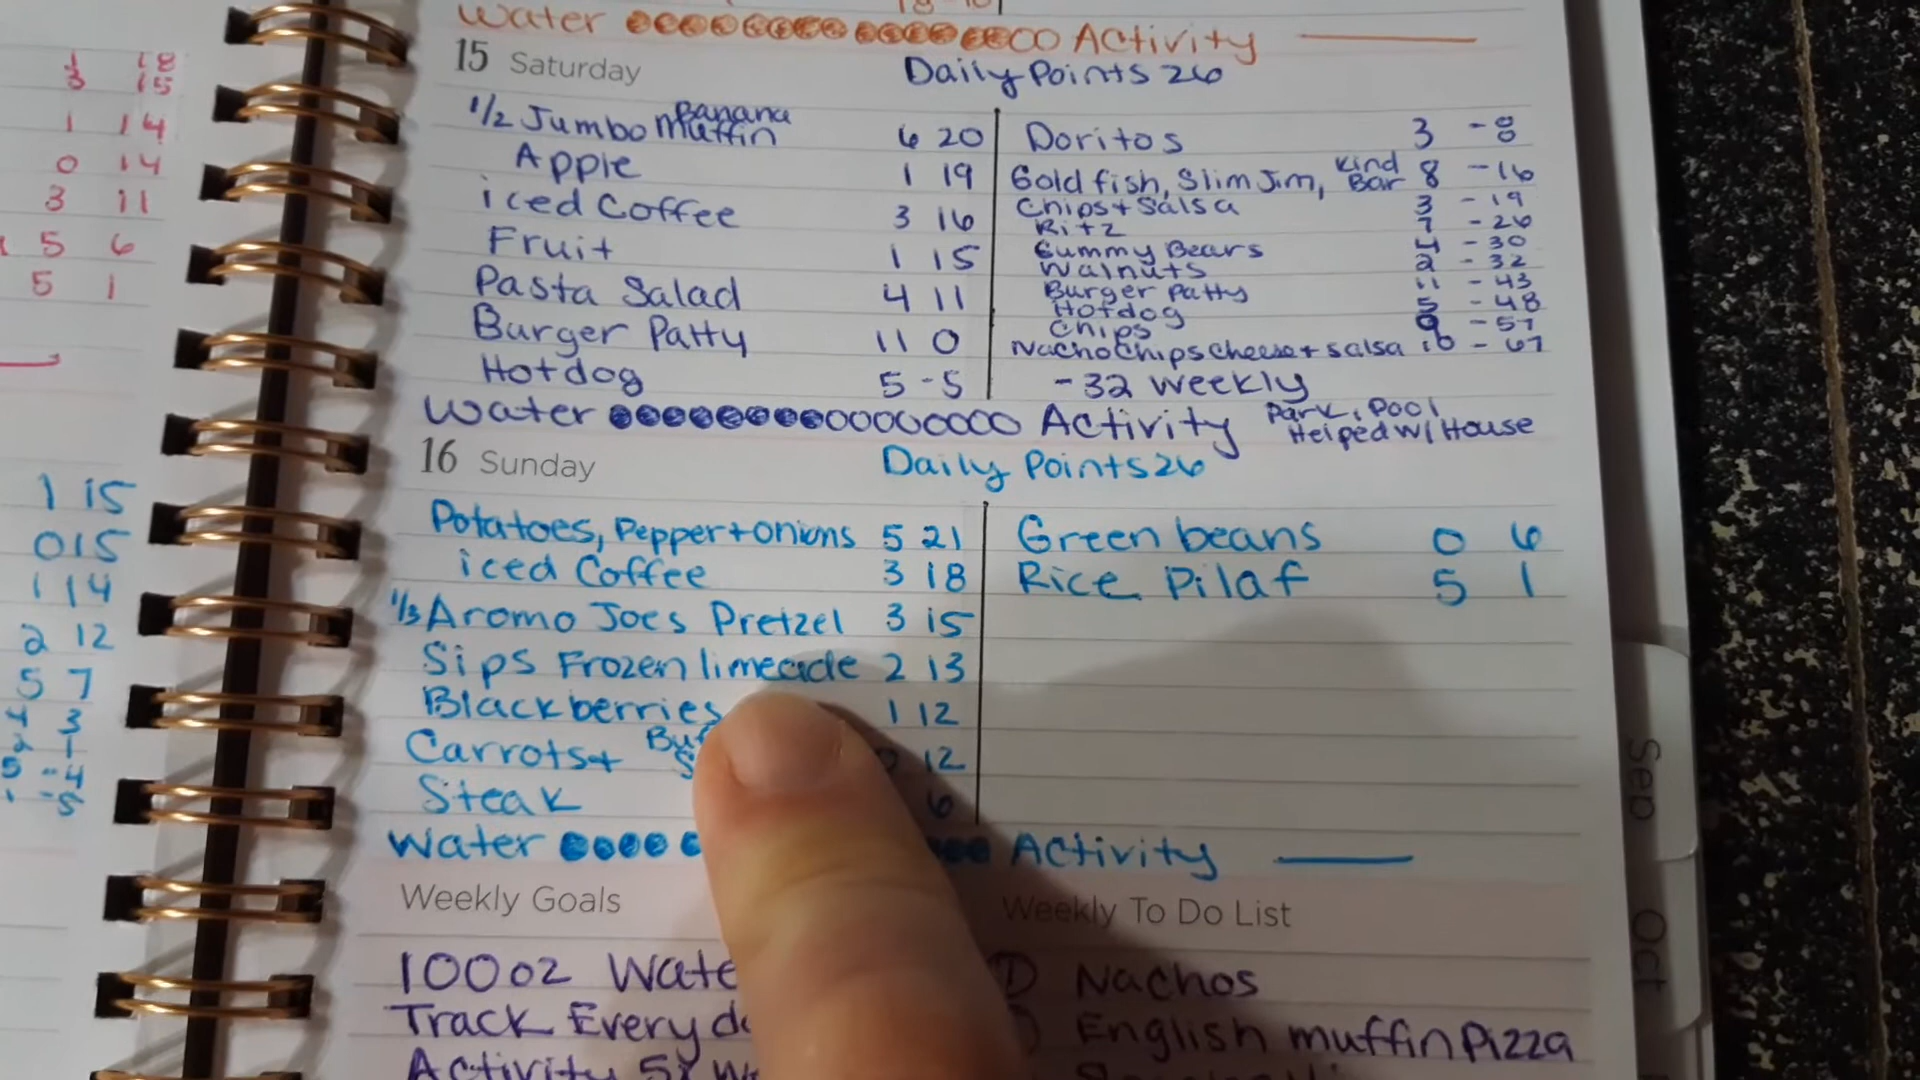 Water Activity
15 Saturday Daily Points 26
1/2 Jumbo Banana Muffin 6 20
Apple 1 19
iced Coffee 3 16
Fruit 1 15
Pasta Salad 4 11
Burger Patty 11 0
Hotdog 5 -5
Doritos 3 -8
Goldfish, Slim Jim, Kind Bar 8 -16
Chips + Salsa 3 -19
Ritz 7 -26
Gummy Bears 4 -30
Walnuts 2 -32
Burger Patty 11 -43
Hotdog 5 -48
Chips 9 -57
Nacho Chips Cheese + Salsa 10 -67
-32 Weekly
Water Activity Park, Pool Helped W/ House
16 Sunday Daily Points 26
Potatoes, Pepper + Onions 5 21
iced Coffee 3 18
1/3 Aromo Joes Pretzel 3 15
Sips Frozen limeade 2 13
Blackberries 1 12
Carrots + 12
Steak 6
Green beans 0 6
Rice Pilaf 5 1
Water Activity
Weekly Goals
100oz
Track Every
Activity 5x
Weekly To Do List
Nachos
English muffin Pizza
1 18
3 15
1 14
0 14
3 11
5 6
5 1
1 15
0 15
1 14
2 12
5 7
4 3
2 1
5 -4
1 -5
Sep
Oct